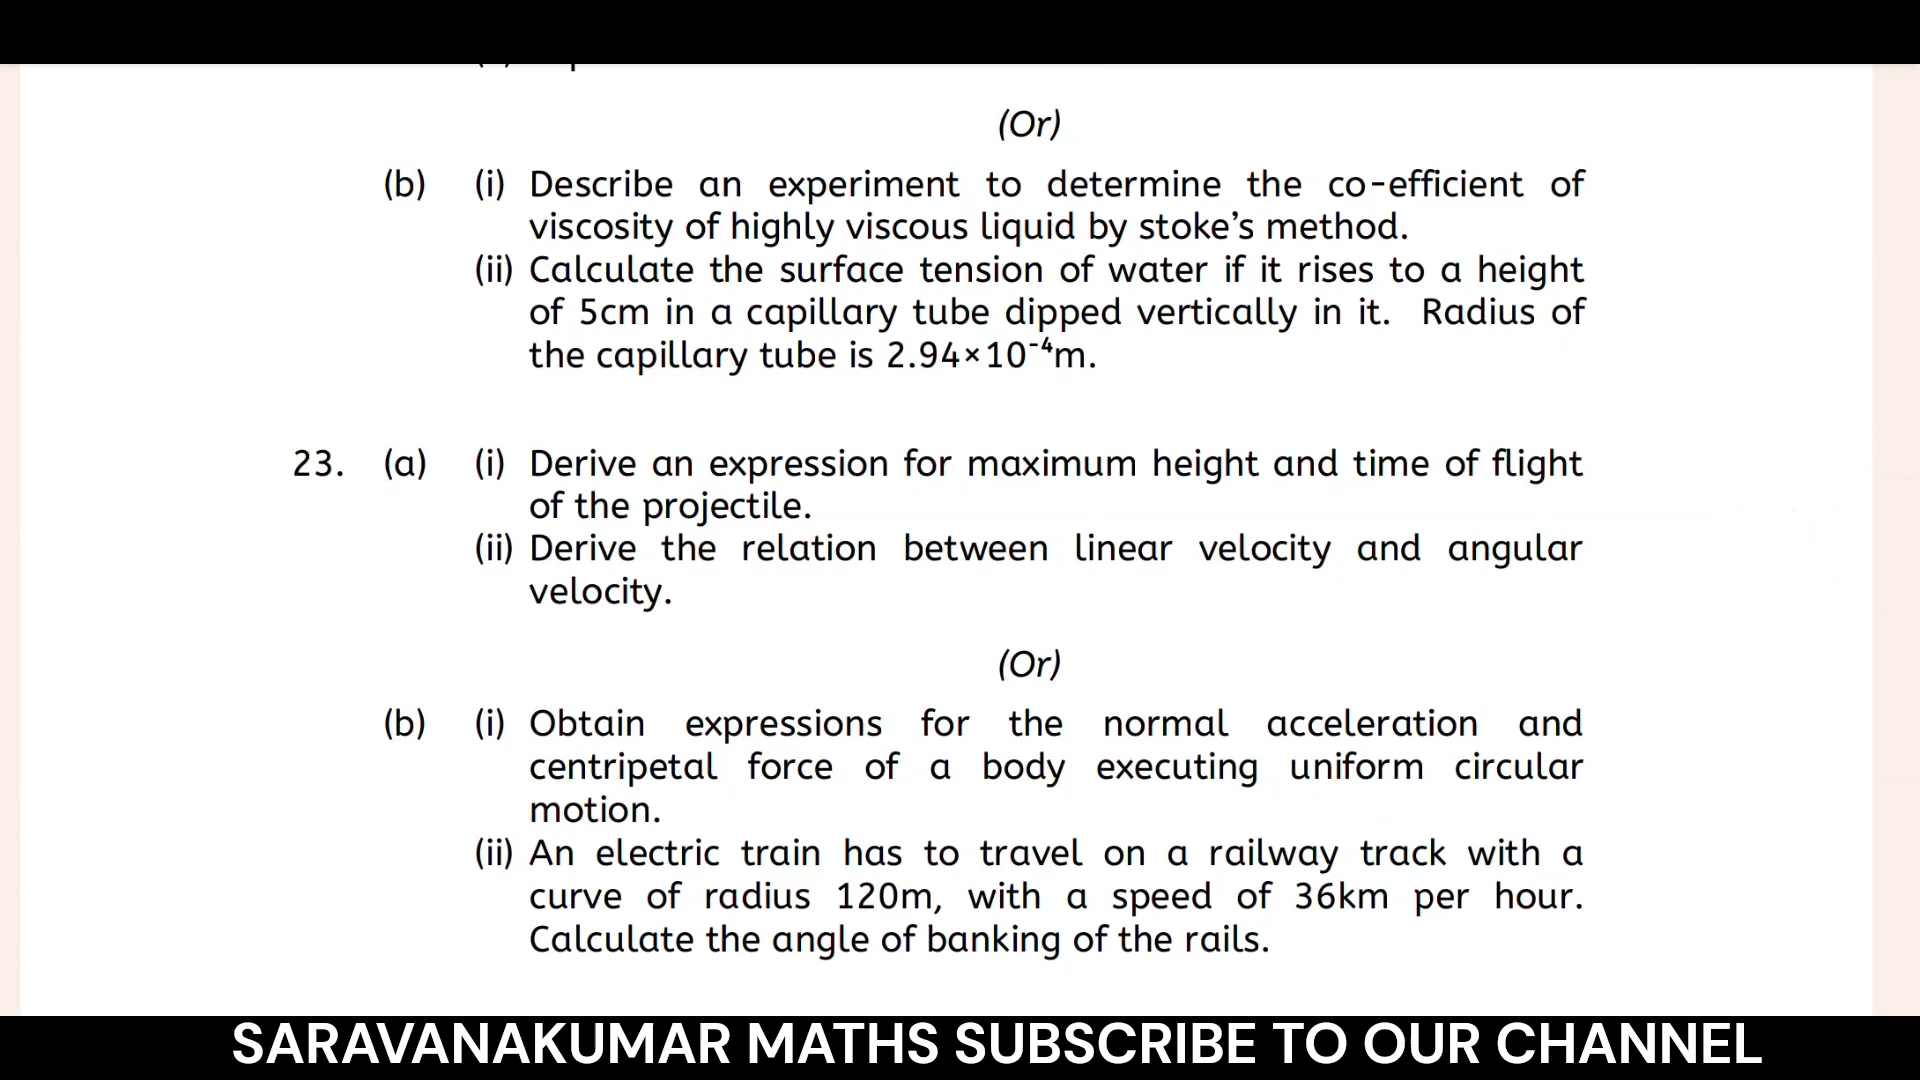 (Or)
(b) (i) Describe an experiment to determine the co-efficient of
viscosity of highly viscous liquid by stoke’s method.
(ii) Calculate the surface tension of water if it rises to a height
of 5cm in a capillary tube dipped vertically in it. Radius of
the capillary tube is 2.94×10⁻⁴m.
23. (a) (i) Derive an expression for maximum height and time of flight
of the projectile.
(ii) Derive the relation between linear velocity and angular
velocity.
(Or)
(b) (i) Obtain expressions for the normal acceleration and
centripetal force of a body executing uniform circular
motion.
(ii) An electric train has to travel on a railway track with a
curve of radius 120m, with a speed of 36km per hour.
Calculate the angle of banking of the rails.
SARAVANAKUMAR MATHS SUBSCRIBE TO OUR CHANNEL